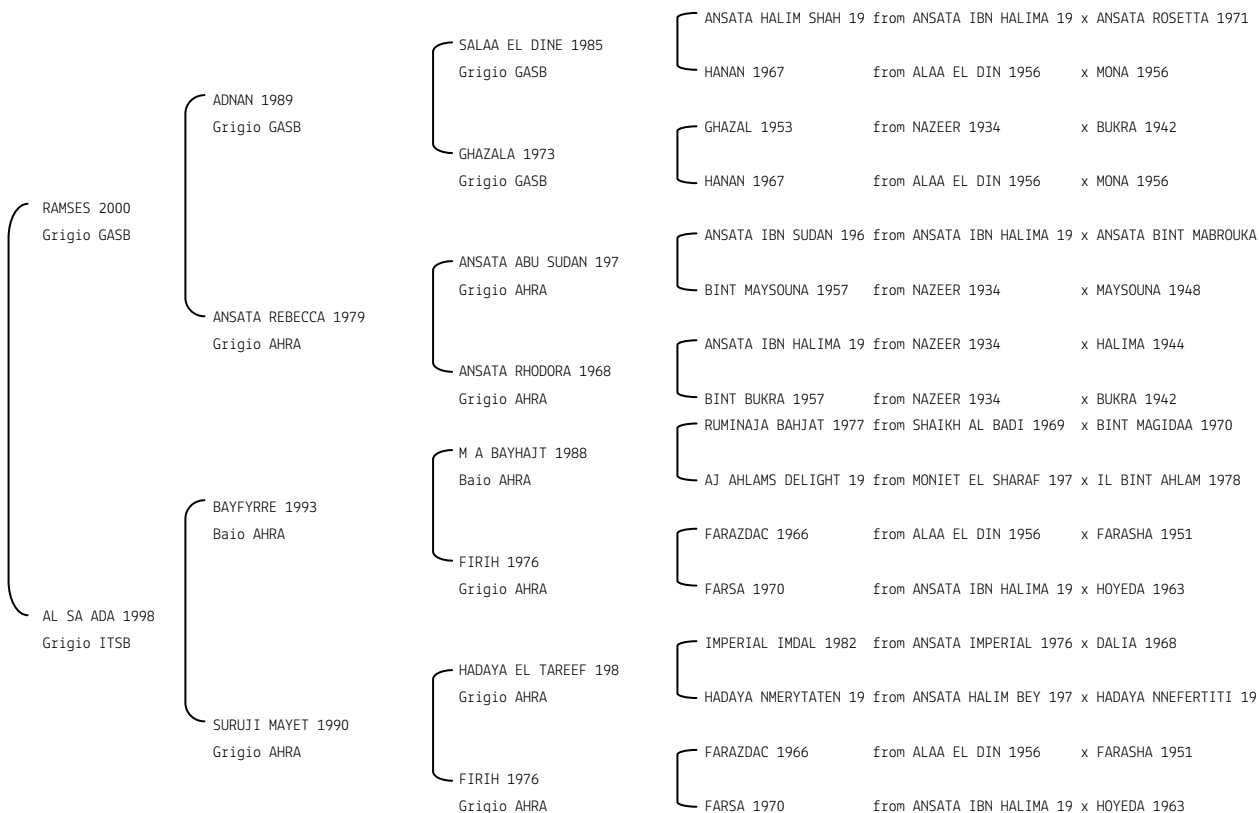 ANSATA HALIM SHAH 19 from ANSATA IBN HALIMA 19 x ANSATA ROSETTA 1971
SALAA EL DINE 1985
Grigio GASB
HANAN 1967 from ALAA EL DIN 1956 x MONA 1956
ADNAN 1989
Grigio GASB
GHAZAL 1953 from NAZEER 1934 x BUKRA 1942
GHAZALA 1973
Grigio GASB
HANAN 1967 from ALAA EL DIN 1956 x MONA 1956
RAMSES 2000
Grigio GASB
ANSATA IBN SUDAN 196 from ANSATA IBN HALIMA 19 x ANSATA BINT MABROUKA
ANSATA ABU SUDAN 197
Grigio AHRA
BINT MAYSOUNA 1957 from NAZEER 1934 x MAYSOUNA 1948
ANSATA REBECCA 1979
Grigio AHRA
ANSATA IBN HALIMA 19 from NAZEER 1934 x HALIMA 1944
ANSATA RHODORA 1968
Grigio AHRA
BINT BUKRA 1957 from NAZEER 1934 x BUKRA 1942
RUMINAJA BAHJAT 1977 from SHAIKH AL BADI 1969 x BINT MAGIDAA 1970
M A BAYHAJT 1988
Baio AHRA
AJ AHLAMS DELIGHT 19 from MONIET EL SHARAF 197 x IL BINT AHLAM 1978
BAYFYRRE 1993
Baio AHRA
FARAZDAC 1966 from ALAA EL DIN 1956 x FARASHA 1951
FIRIH 1976
Grigio AHRA
FARSA 1970 from ANSATA IBN HALIMA 19 x HOYEDA 1963
AL SA ADA 1998
Grigio ITSB
IMPERIAL IMDAL 1982 from ANSATA IMPERIAL 1976 x DALIA 1968
HADAYA EL TAREEF 198
Grigio AHRA
HADAYA NMERYTATEN 19 from ANSATA HALIM BEY 197 x HADAYA NNEFERTITI 19
SURUJI MAYET 1990
Grigio AHRA
FARAZDAC 1966 from ALAA EL DIN 1956 x FARASHA 1951
FIRIH 1976
Grigio AHRA
FARSA 1970 from ANSATA IBN HALIMA 19 x HOYEDA 1963